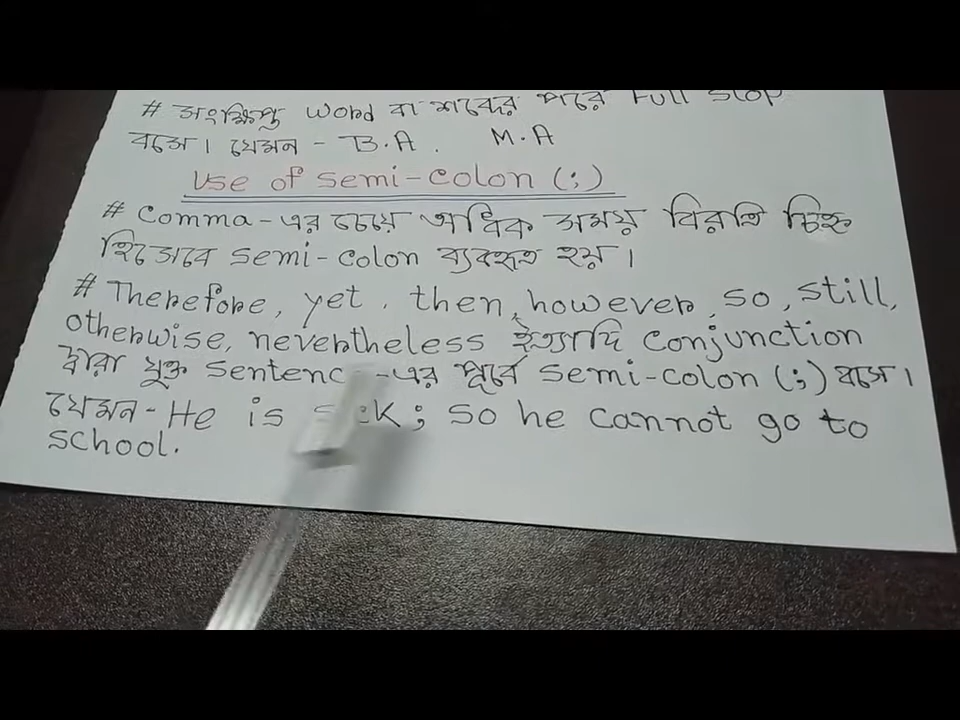 # সংক্ষিপ্ত word বা শব্দের পরে Full stop
বসে। যেমন - B.A. M.A
Use of semi-colon (;)
# Comma-এর চেয়ে অধিক সময় বিরতি চিহ্ন
হিসেবে semi-colon ব্যবহৃত হয়।
# Therefore, yet, then, however, so, still,
otherwise, nevertheless ইত্যাদি conjunction
দ্বারা যুক্ত sentence-এর পূর্বে semi-colon (;) বসে।
যেমন - He is sick; so he cannot go to
school.